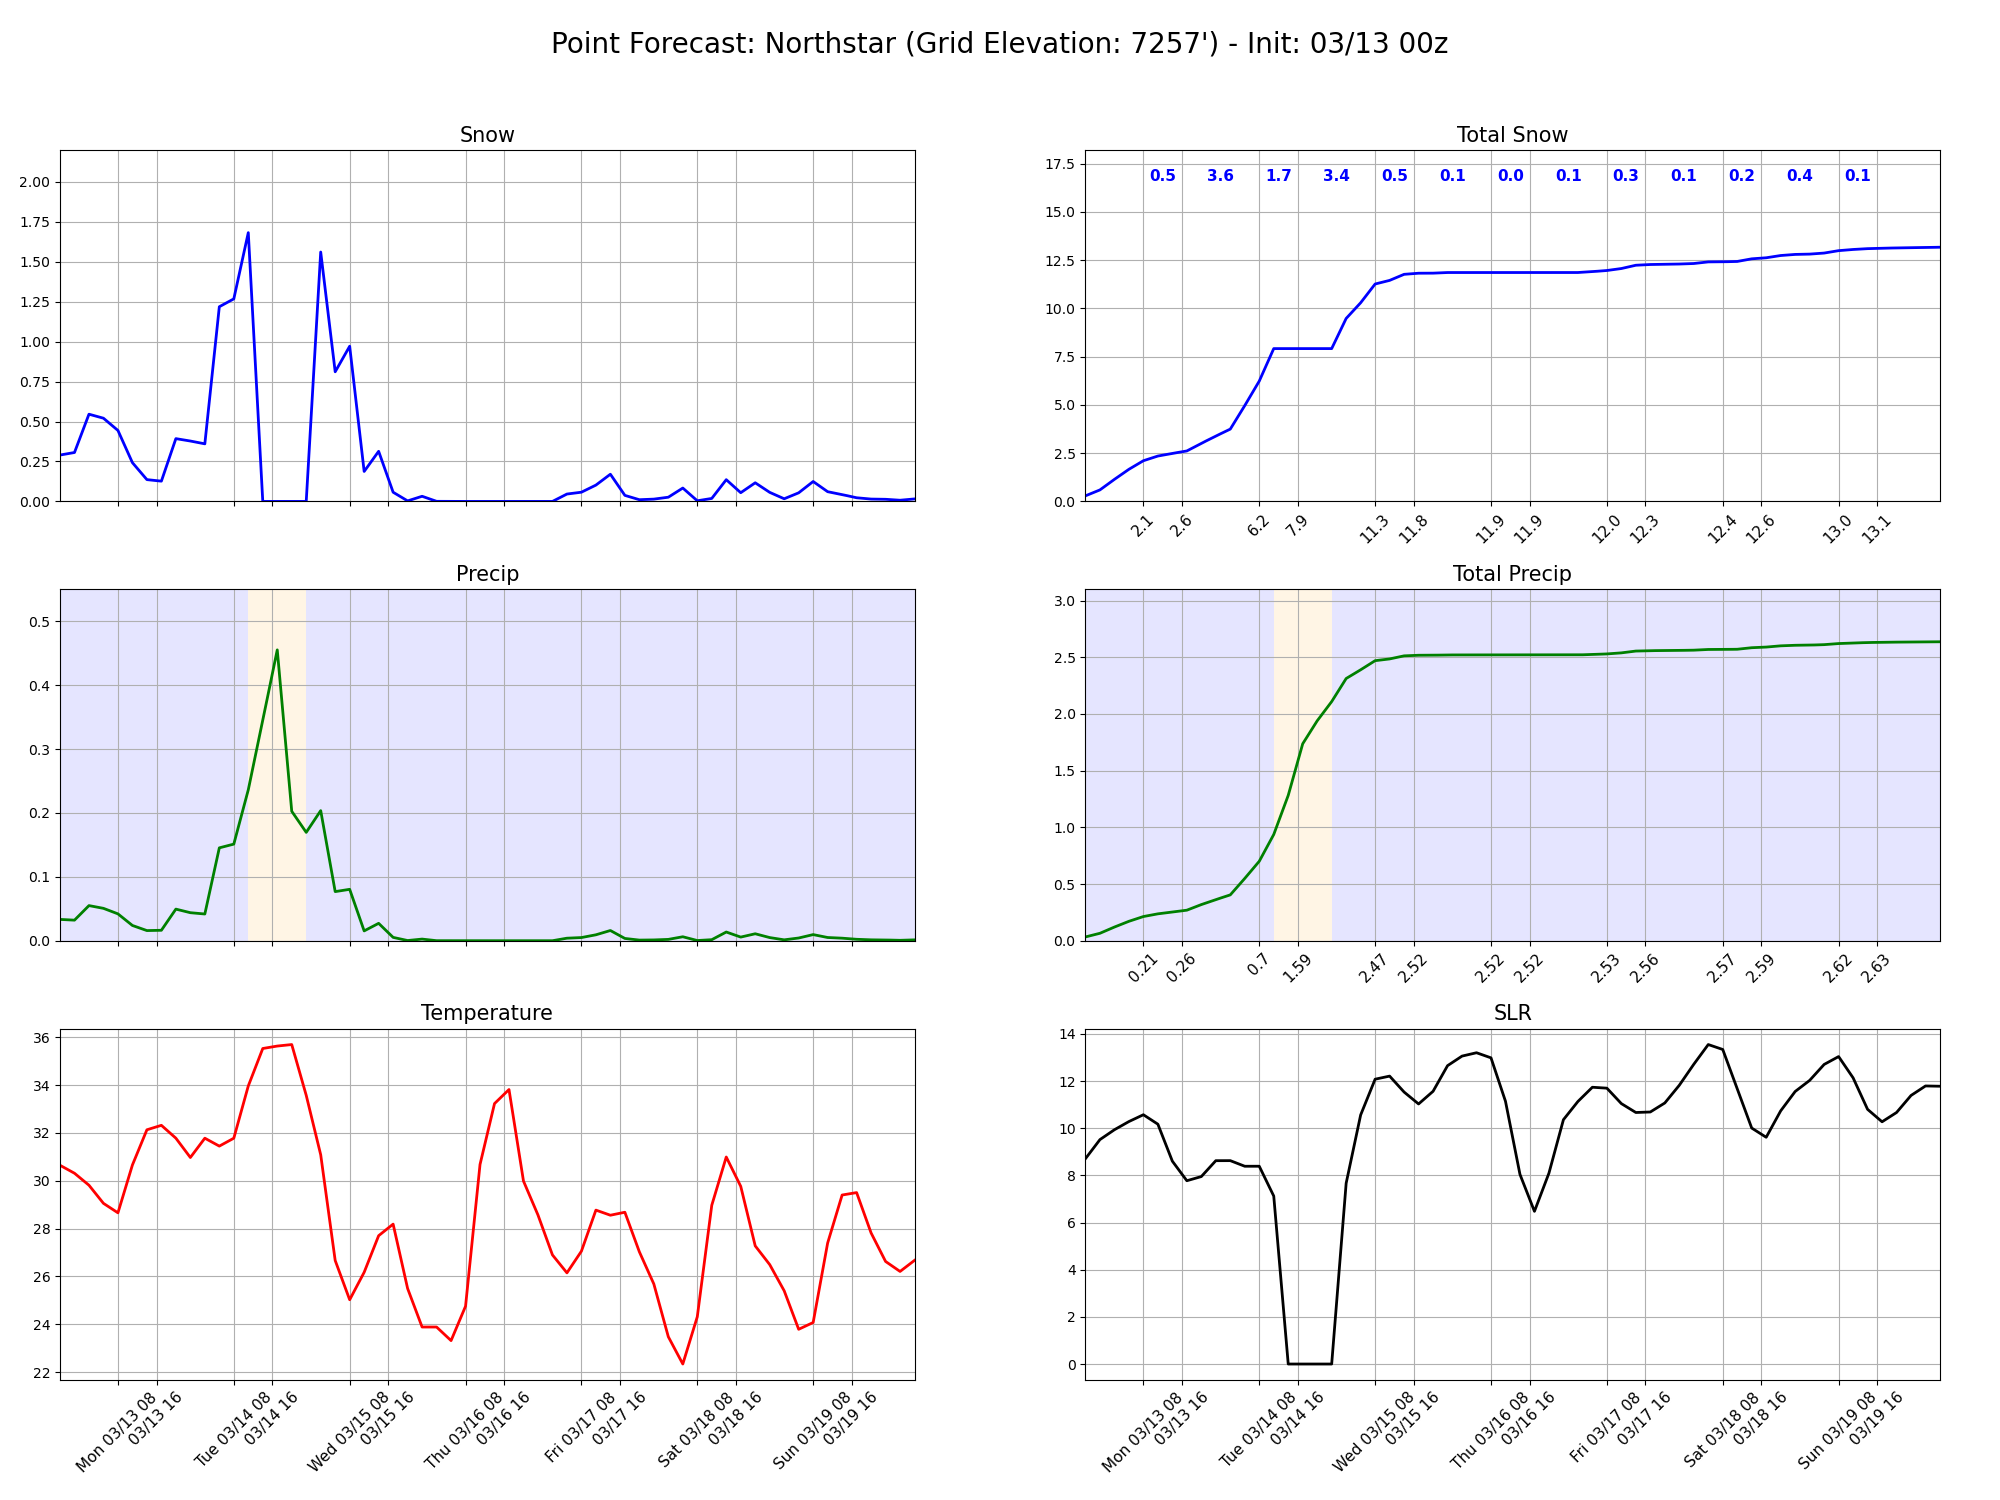 Point Forecast: Northstar (Grid Elevation: 7257') - Init: 03/13 00z
Snow
2.00
1.75
1.50
1.25
1.00
0.75
0.50
0.25
0.00
Total Snow
17.5
15.0
12.5
10.0
7.5
5.0
2.5
0.0
0.5 3.6 1.7 3.4 0.5 0.1 0.0 0.1 0.3 0.1 0.2 0.4 0.1
2.1 2.6 6.2 7.9 11.3 11.8 11.9 11.9 12.0 12.3 12.4 12.6 13.0 13.1
Precip
0.5
0.4
0.3
0.2
0.1
0.0
Total Precip
3.0
2.5
2.0
1.5
1.0
0.5
0.0
0.21 0.26 0.7 1.59 2.47 2.52 2.52 2.52 2.53 2.56 2.57 2.59 2.62 2.63
Temperature
36
34
32
30
28
26
24
22
Mon 03/13 08
03/13 16
Tue 03/14 08
03/14 16
Wed 03/15 08
03/15 16
Thu 03/16 08
03/16 16
Fri 03/17 08
03/17 16
Sat 03/18 08
03/18 16
Sun 03/19 08
03/19 16
SLR
14
12
10
8
6
4
2
0
Mon 03/13 08
03/13 16
Tue 03/14 08
03/14 16
Wed 03/15 08
03/15 16
Thu 03/16 08
03/16 16
Fri 03/17 08
03/17 16
Sat 03/18 08
03/18 16
Sun 03/19 08
03/19 16